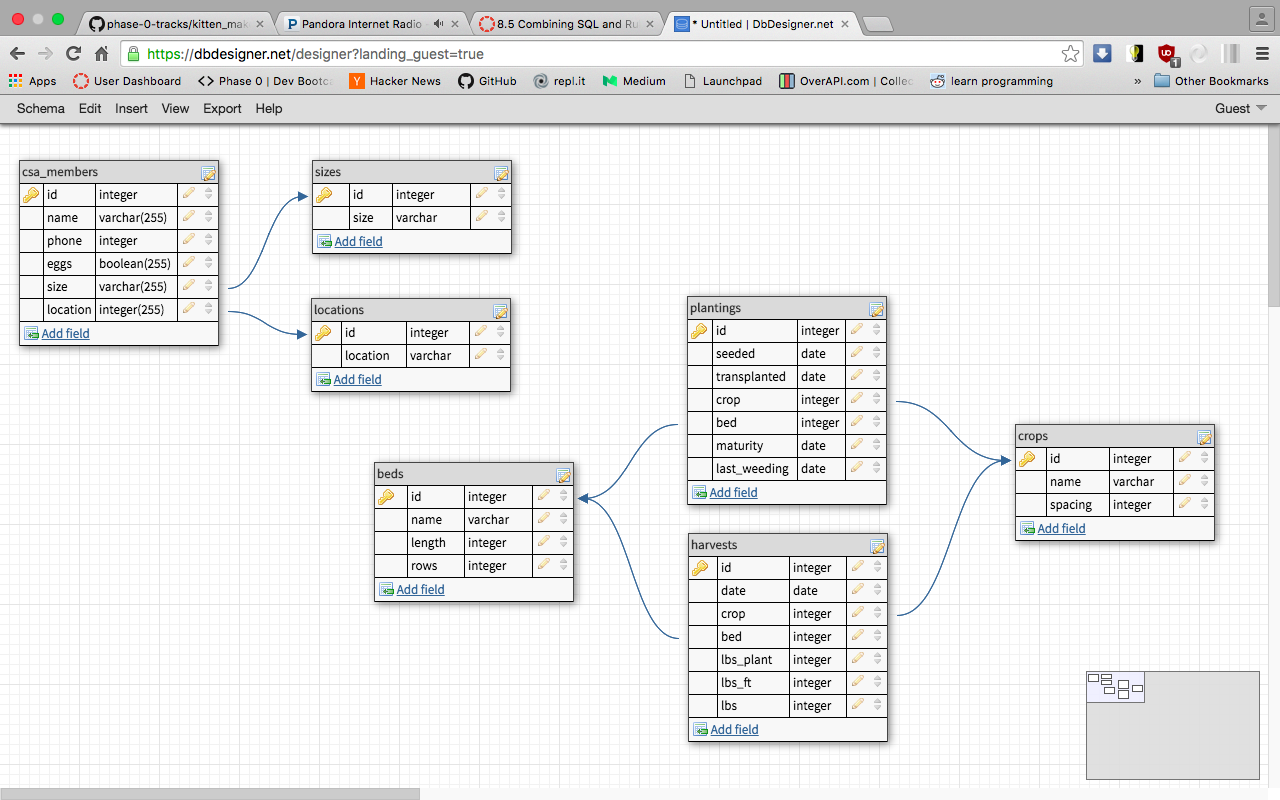 phase-0-tracks/kitten_mak
Pandora Internet Radio -
8.5 Combining SQL and Ru
* Untitled | DbDesigner.net
https://dbdesigner.net/designer?landing_guest=true
Apps
User Dashboard
<> Phase 0 | Dev Bootca
Hacker News
GitHub
repl.it
Medium
Launchpad
OverAPI.com | Collec
learn programming
»
Other Bookmarks
Schema Edit Insert View Export Help
Guest
csa_members
id integer
name varchar(255)
phone integer
eggs boolean(255)
size varchar(255)
location integer(255)
Add field
sizes
id integer
size varchar
Add field
locations
id integer
location varchar
Add field
beds
id integer
name varchar
length integer
rows integer
Add field
plantings
id integer
seeded date
transplanted date
crop integer
bed integer
maturity date
last_weeding date
Add field
harvests
id integer
date date
crop integer
bed integer
lbs_plant integer
lbs_ft integer
lbs integer
Add field
crops
id integer
name varchar
spacing integer
Add field